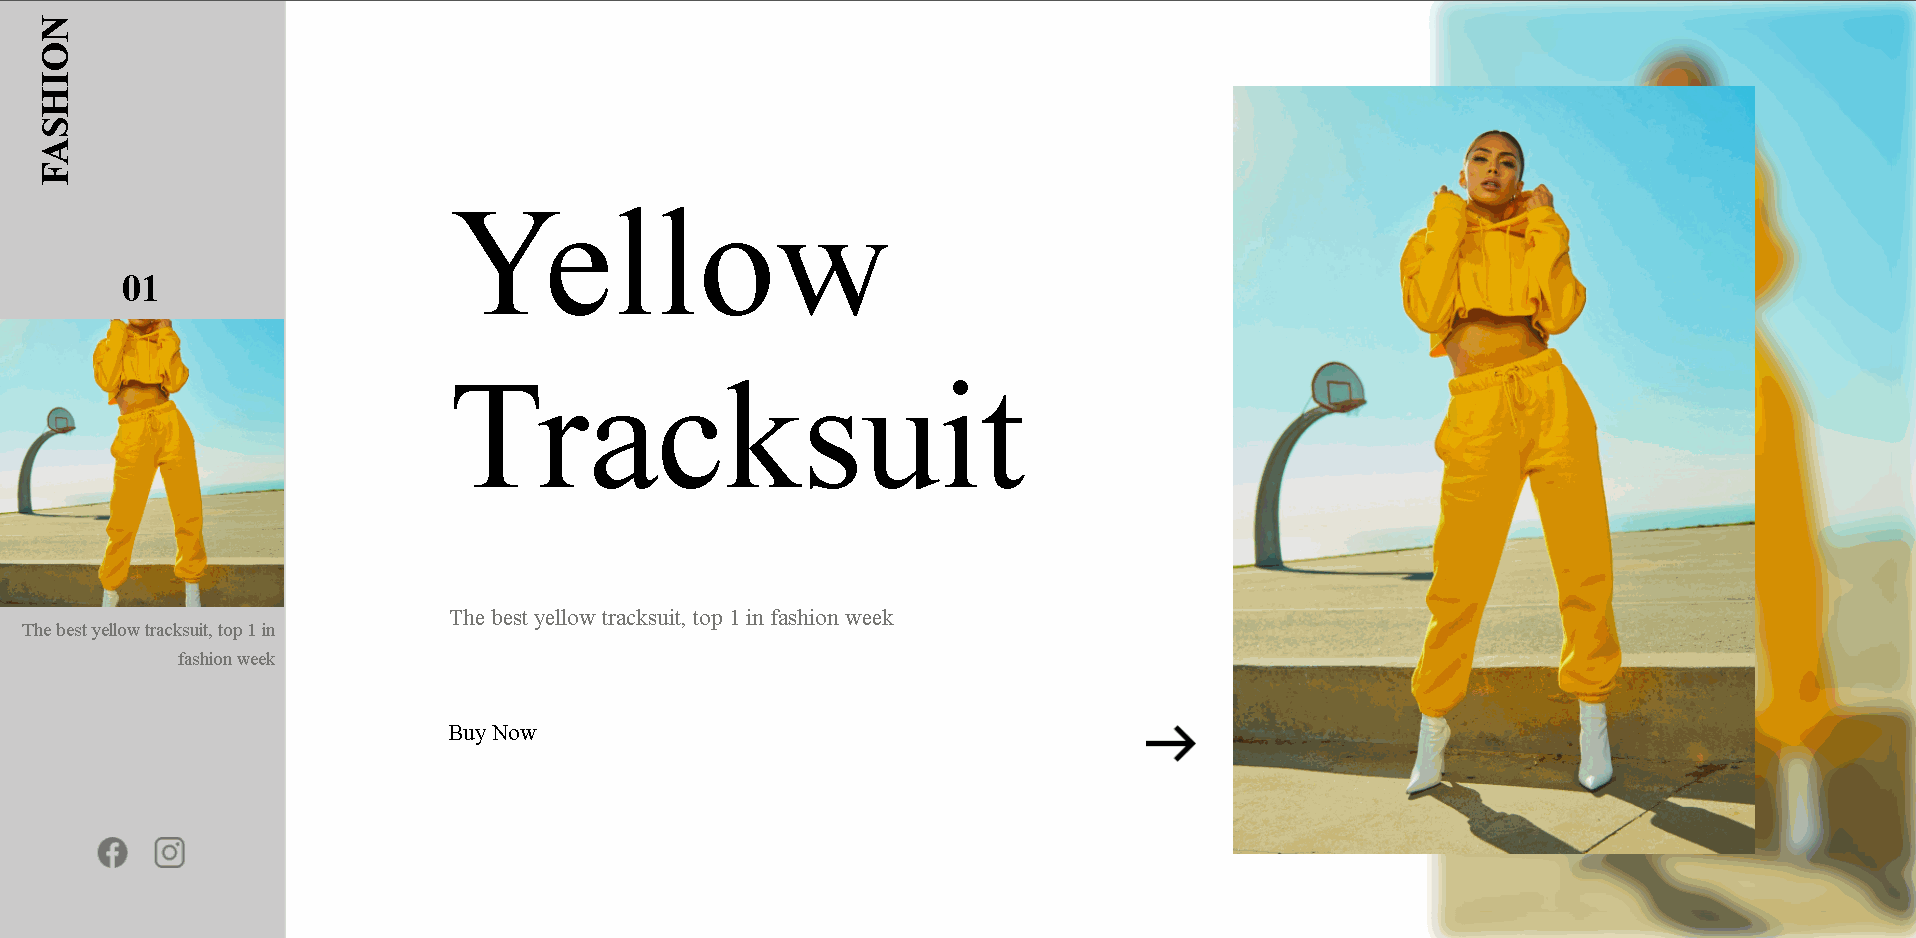 FASHION
01
The best yellow tracksuit, top 1 in
fashion week
Yellow
Tracksuit
The best yellow tracksuit, top 1 in fashion week
Buy Now